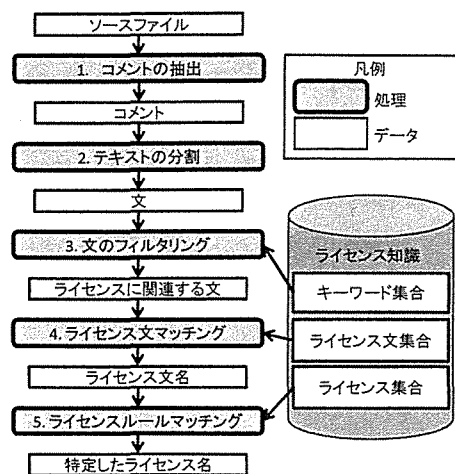 ソースファイル
1. コメントの抽出
コメント
2. テキストの分割
文
3. 文のフィルタリング
ライセンスに関連する文
4. ライセンス文マッチング
ライセンス文名
5. ライセンスルールマッチング
特定したライセンス名
凡例
処理
データ
ライセンス知識
キーワード集合
ライセンス文集合
ライセンス集合